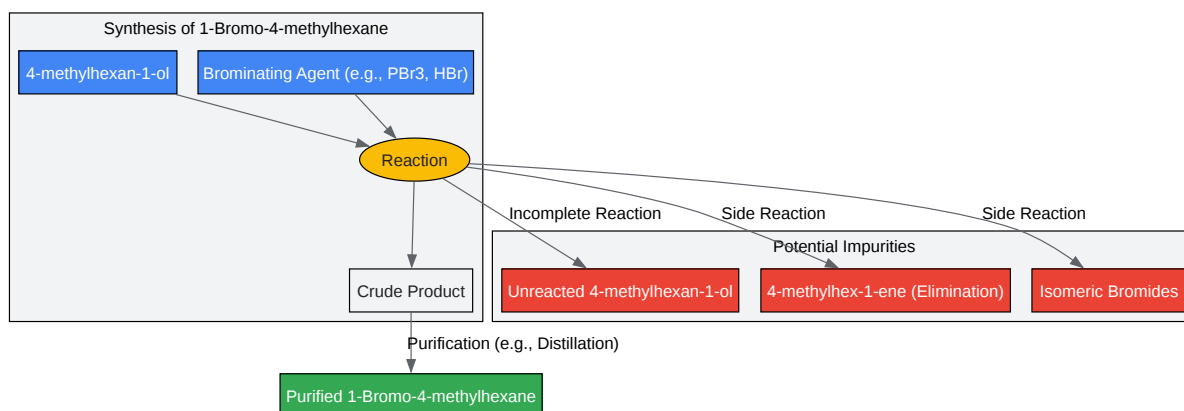 Synthesis of 1-Bromo-4-methylhexane
4-methylhexan-1-ol
Brominating Agent (e.g., PBr3, HBr)
Reaction
Incomplete Reaction
Side Reaction
Side Reaction
Potential Impurities
Crude Product
Unreacted 4-methylhexan-1-ol
4-methylhex-1-ene (Elimination)
Isomeric Bromides
Purification (e.g., Distillation)
Purified 1-Bromo-4-methylhexane